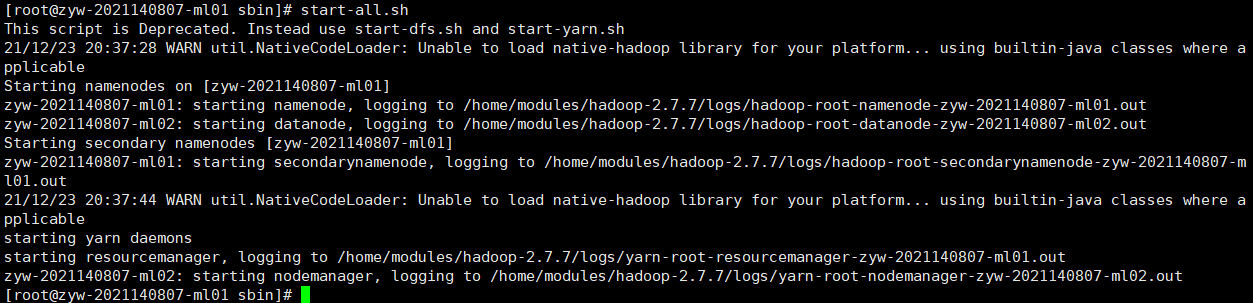 [root@zyw-2021140807-ml01 sbin]# start-all.sh
This script is Deprecated. Instead use start-dfs.sh and start-yarn.sh
21/12/23 20:37:28 WARN util.NativeCodeLoader: Unable to load native-hadoop library for your platform... using builtin-java classes where a
pplicable
Starting namenodes on [zyw-2021140807-ml01]
zyw-2021140807-ml01: starting namenode, logging to /home/modules/hadoop-2.7.7/logs/hadoop-root-namenode-zyw-2021140807-ml01.out
zyw-2021140807-ml02: starting datanode, logging to /home/modules/hadoop-2.7.7/logs/hadoop-root-datanode-zyw-2021140807-ml02.out
Starting secondary namenodes [zyw-2021140807-ml01]
zyw-2021140807-ml01: starting secondarynamenode, logging to /home/modules/hadoop-2.7.7/logs/hadoop-root-secondarynamenode-zyw-2021140807-m
l01.out
21/12/23 20:37:44 WARN util.NativeCodeLoader: Unable to load native-hadoop library for your platform... using builtin-java classes where a
pplicable
starting yarn daemons
starting resourcemanager, logging to /home/modules/hadoop-2.7.7/logs/yarn-root-resourcemanager-zyw-2021140807-ml01.out
zyw-2021140807-ml02: starting nodemanager, logging to /home/modules/hadoop-2.7.7/logs/yarn-root-nodemanager-zyw-2021140807-ml02.out
[root@zyw-2021140807-ml01 sbin]#